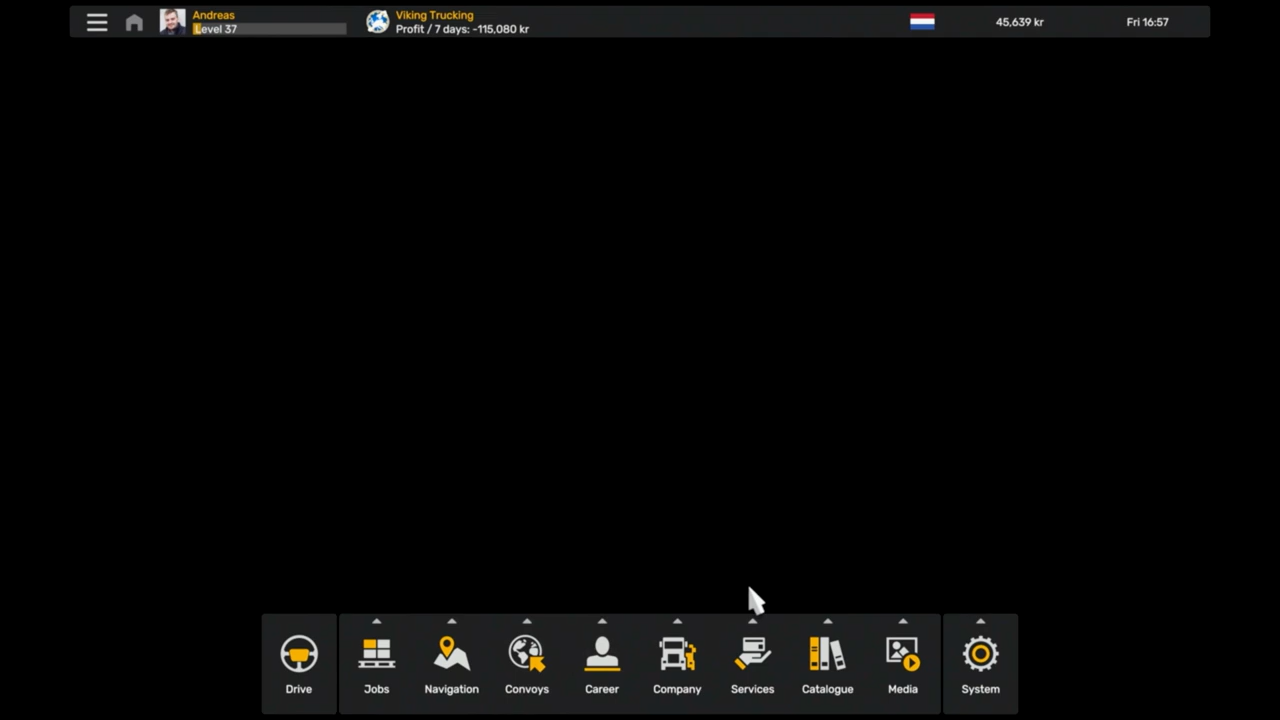 Andreas
Level 37
Viking Trucking
Profit / 7 days: -115,080 kr
45,639 kr
Fri 16:57
Drive
Jobs
Navigation
Convoys
Career
Company
Services
Catalogue
Media
System